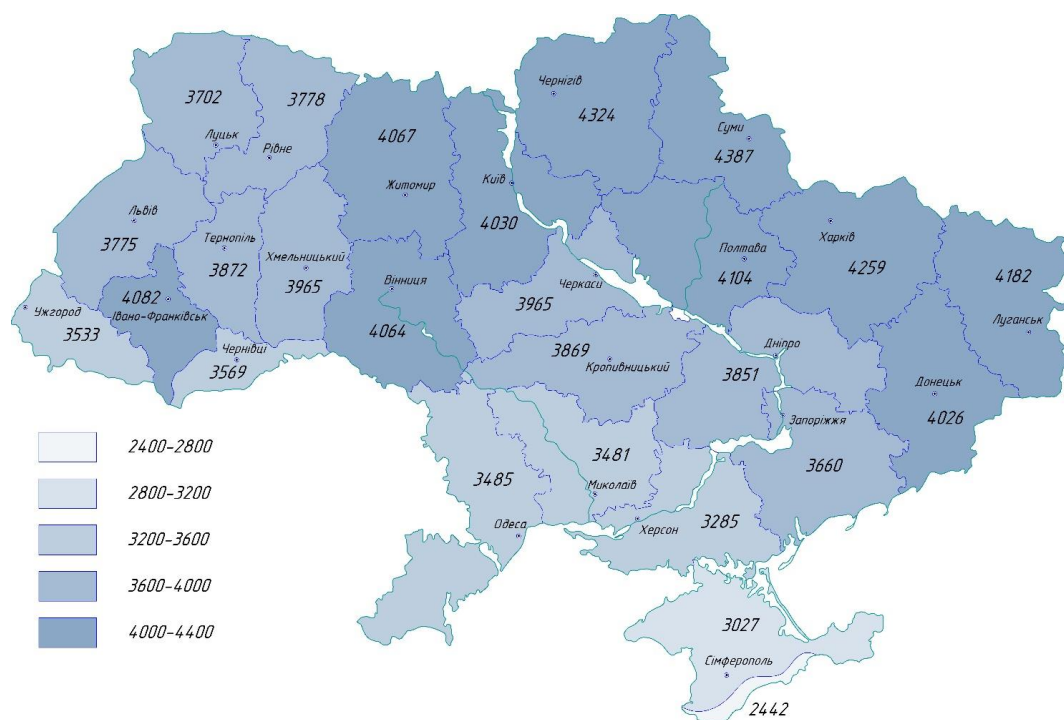 3702
Луцьк
3778
Рівне
4067
Житомир
Київ
4030
Чернігів
4324
Суми
4387
Львів
3775
Тернопіль
3872
Хмельницький
3965
Вінниця
4064
Черкаси
3965
Полтава
4104
Харків
4259
4182
Луганськ
Ужгород
3533
4082
Івано-Франківськ
Чернівці
3569
3869
Кропивницький
Дніпро
3851
Донецьк
4026
Запоріжжя
3660
3485
Одеса
3481
Миколаїв
Херсон
3285
3027
Сімферополь
2442
2400-2800
2800-3200
3200-3600
3600-4000
4000-4400